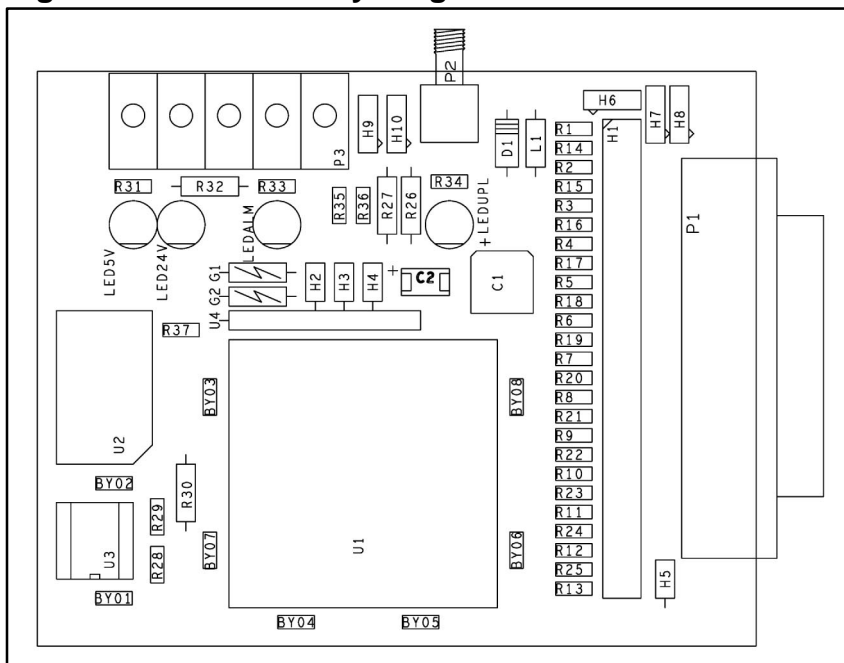 P2
H6
H7
H8
H9
H10
D1
L1
H1
P3
R1
R14
R2
R15
R3
R16
R4
R17
R5
R18
R6
R19
R7
R20
R8
R21
R9
R22
R10
R23
R11
R24
R12
R25
R13
P1
R31
R32
R33
R35
R36
R27
R26
R34
LED5V
LED24V
LEDALM
+LEDUPL
G1
G2
H2
H3
H4
+
C2
C1
U4
R37
U2
BY03
BY08
BY02
R30
R29
U3
R28
BY07
U1
BY06
BY01
BY04
BY05
H5